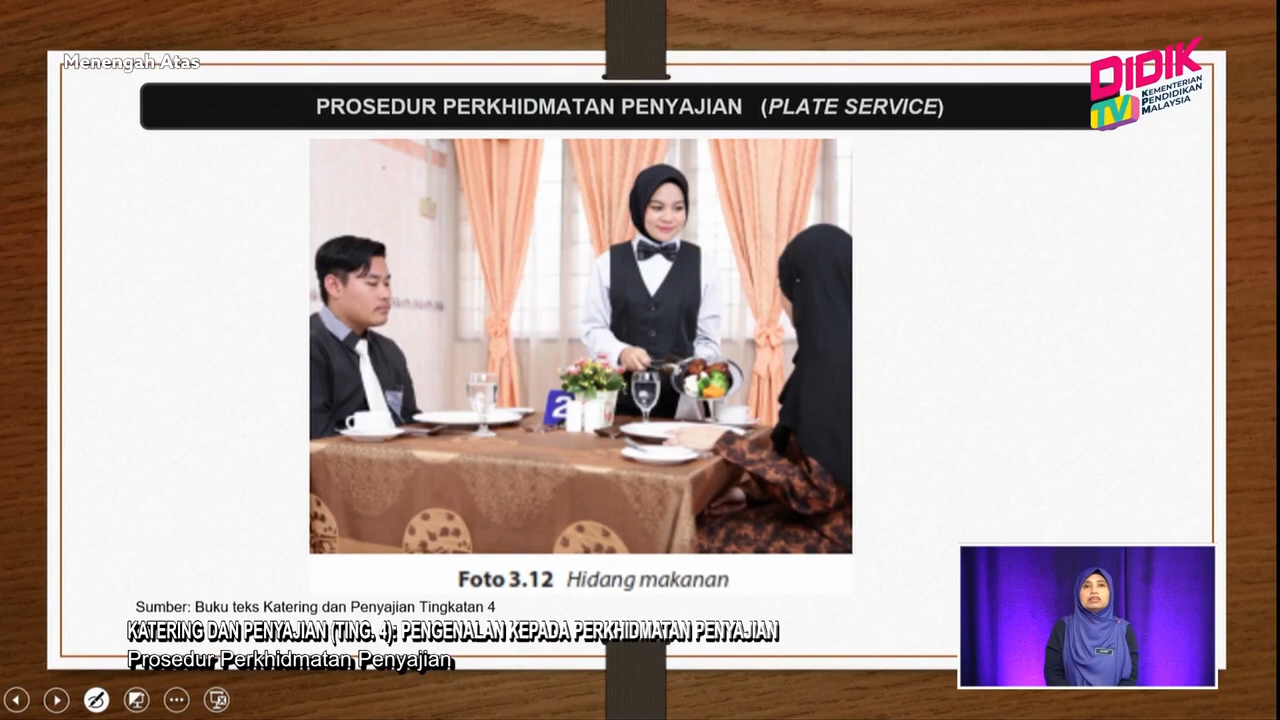 Menengah Atas
DIDIK
TV
KEMENTERIAN
PENDIDIKAN
MALAYSIA
PROSEDUR PERKHIDMATAN PENYAJIAN (PLATE SERVICE)
2
Foto 3.12 Hidang makanan
Sumber: Buku teks Katering dan Penyajian Tingkatan 4
KATERING DAN PENYAJIAN (TING. 4): PENGENALAN KEPADA PERKHIDMATAN PENYAJIAN
Prosedur Perkhidmatan Penyajian